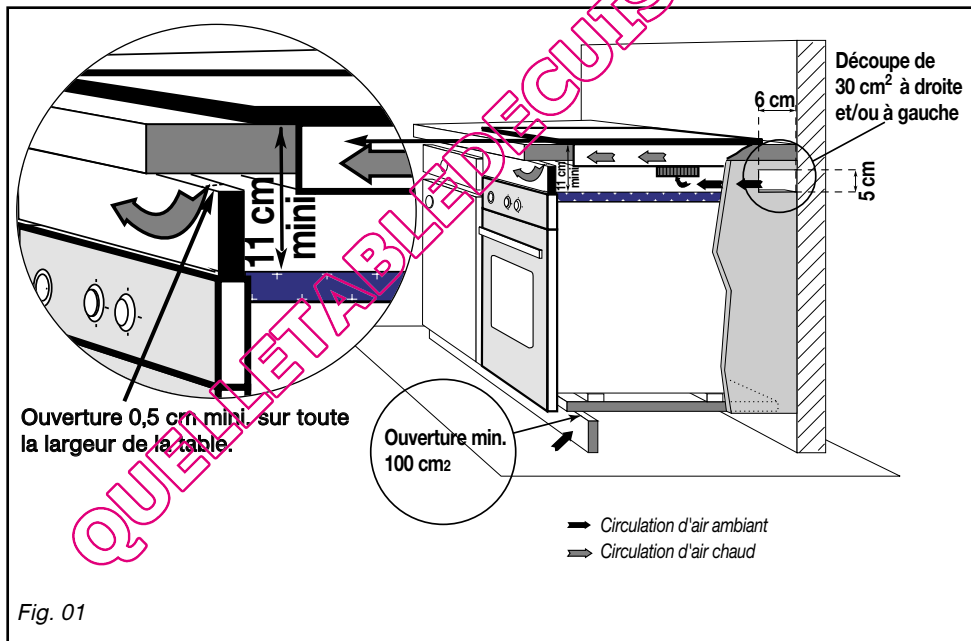 Découpe de
30 cm² à droite
et/ou à gauche
6 cm
5 cm
11 cm
mini
11 cm
mini
Ouverture 0,5 cm mini, sur toute
la largeur de la table.
Ouverture min.
100 cm2
Circulation d'air ambiant
Circulation d'air chaud
Fig. 01
QUELLETABLEDECUIS